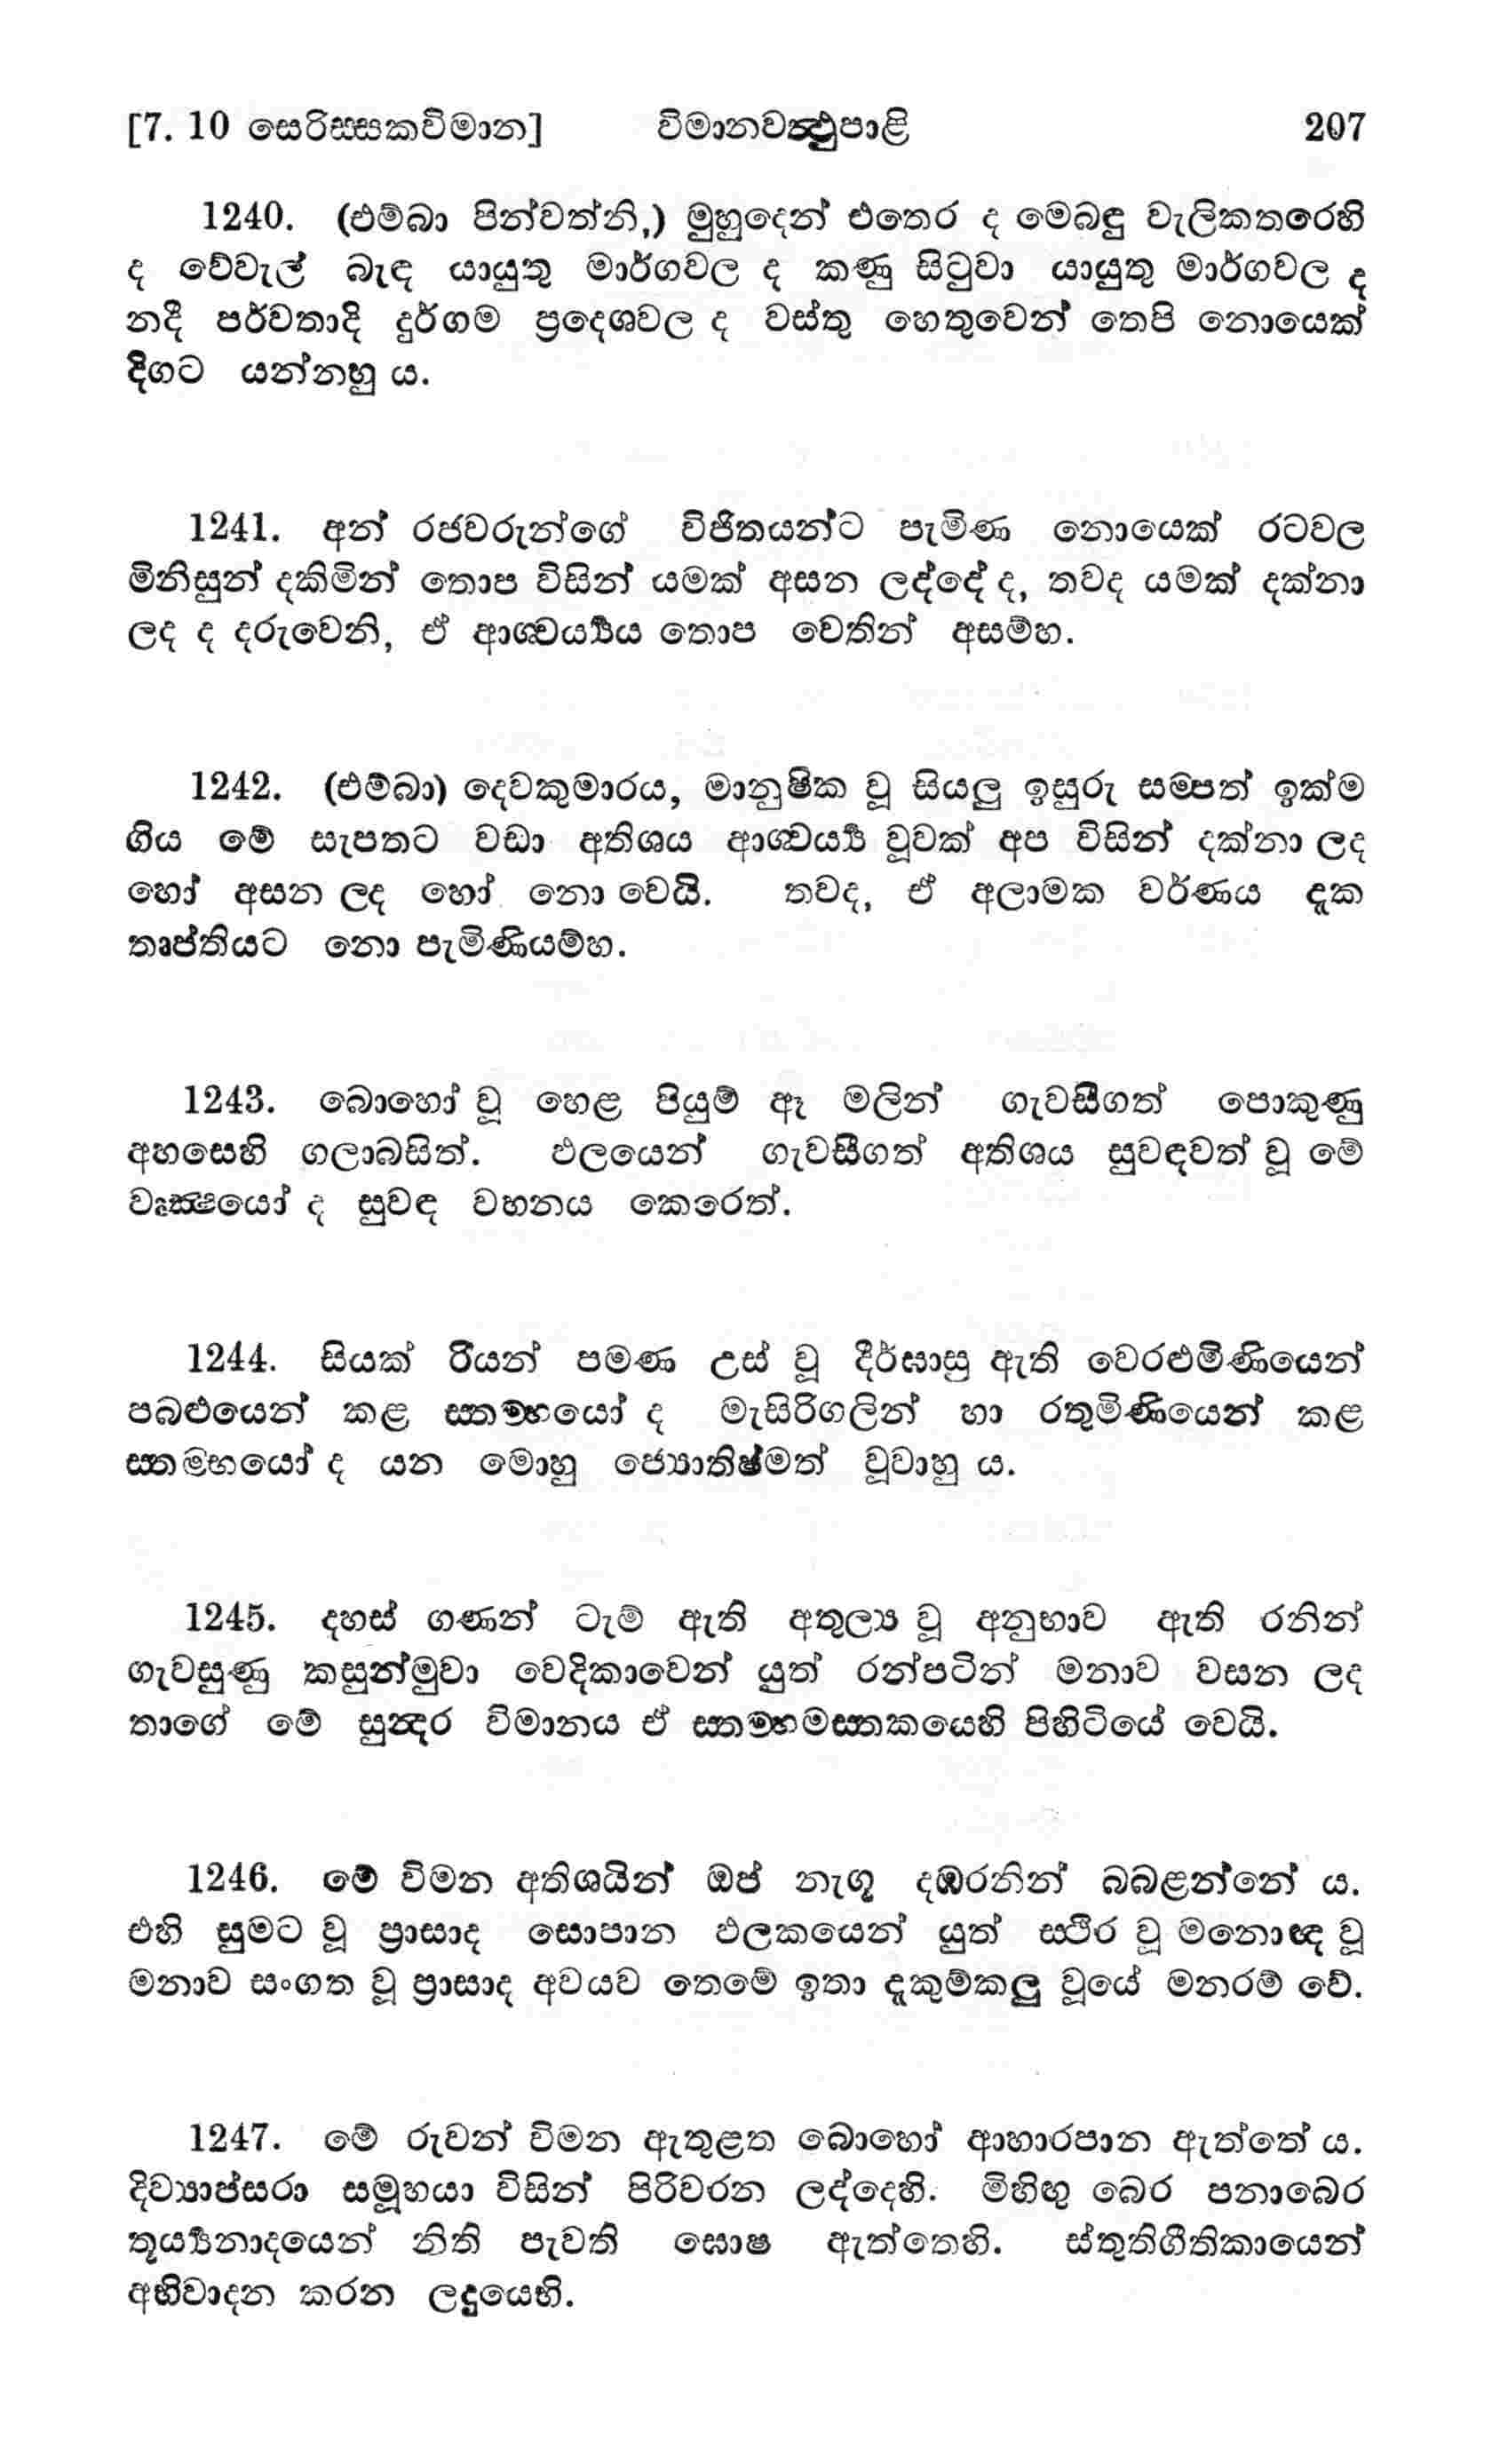 [7. 10 සෙරිස්සකවිමාන] විමානවත්‍ථුපාළි 207
1240. (එම්බා පින්වත්නි,) මුහුදෙන් එතෙර ද මෙබඳු වැලිකතරෙහි
ද වේවැල් බැඳ යායුතු මාර්ගවල ද කණු සිටුවා යායුතු මාර්ගවල ද
නදී පර්වතාදි දුර්ගම ප්‍රදෙශවල ද වස්තු හෙතුවෙන් තෙපි නොයෙක්
දිගට යන්නහු ය.
1241. අන් රජවරුන්ගේ විජිතයන්ට පැමිණ නොයෙක් රටවල
මිනිසුන් දකිමින් තොප විසින් යමක් අසන ලද්දේ ද, තවද යමක් දක්නා
ලද ද දරුවෙනි, ඒ ආශ්චර්‍ය්‍යය තොප වෙතින් අසම්හ.
1242. (එම්බා) දෙවකුමාරය, මානුෂික වූ සියලු ඉසුරු සම්පත් ඉක්ම
ගිය මේ සැපතට වඩා අතිශය ආශ්චර්‍ය්‍ය වූවක් අප විසින් දක්නා ලද
හෝ අසන ලද හෝ නො වෙයි. තවද, ඒ අලාමක වර්ණය දැක
තෘප්තියට නො පැමිණියම්හ.
1243. බොහෝ වූ හෙළ පියුම් ඈ මලින් ගැවසීගත් පොකුණු
අහසෙහි ගලාබසිත්. ඵලයෙන් ගැවසීගත් අතිශය සුවඳවත් වූ මේ
වෘක්‍ෂයෝ ද සුවඳ වහනය කෙරෙත්.
1244. සියක් රියන් පමණ උස් වූ දීර්ඝාසු ඇති වෙරළුමිණියෙන්
පබළුයෙන් කළ ස්තම්භයෝ ද මැසිරිගලින් හා රතුමිණියෙන් කළ
ස්තම්භයෝ ද යන මොහු ජ්‍යොතිෂ්මත් වූවාහු ය.
1245. දහස් ගණන් ටැම් ඇති අතුල්‍ය වූ අනුභාව ඇති රනින්
ගැවසුණු කසුන්මුවා වෙදිකාවෙන් යුත් රන්පටින් මනාව වසන ලද
තාගේ මේ සුන්‍දර විමානය ඒ ස්තම්භමස්තකයෙහි පිහිටියේ වෙයි.
1246. මේ විමන අතිශයින් ඔප් නැගූ දඹරනින් බබළන්නේ ය.
එහි සුමට වූ ප්‍රාසාද සොපාන ඵලකයෙන් යුත් ස්ථිර වූ මනොඥ වූ
මනාව සංගත වූ ප්‍රාසාද අවයව තෙමේ ඉතා දැකුම්කලු වූයේ මනරම් වේ.
1247. මේ රුවන් විමන ඇතුළත බොහෝ ආහාරපාන ඇත්තේ ය.
දිව්‍යාප්සරා සමූහයා විසින් පිරිවරන ලද්දෙහි. මිහිඟු බෙර පනාබෙර
තූර්‍ය්‍යනාදයෙන් නිති පැවති ඝොෂ ඇත්තෙහි. ස්තුතිගීතිකායෙන්
අභිවාදන කරන ලදුයෙහි.